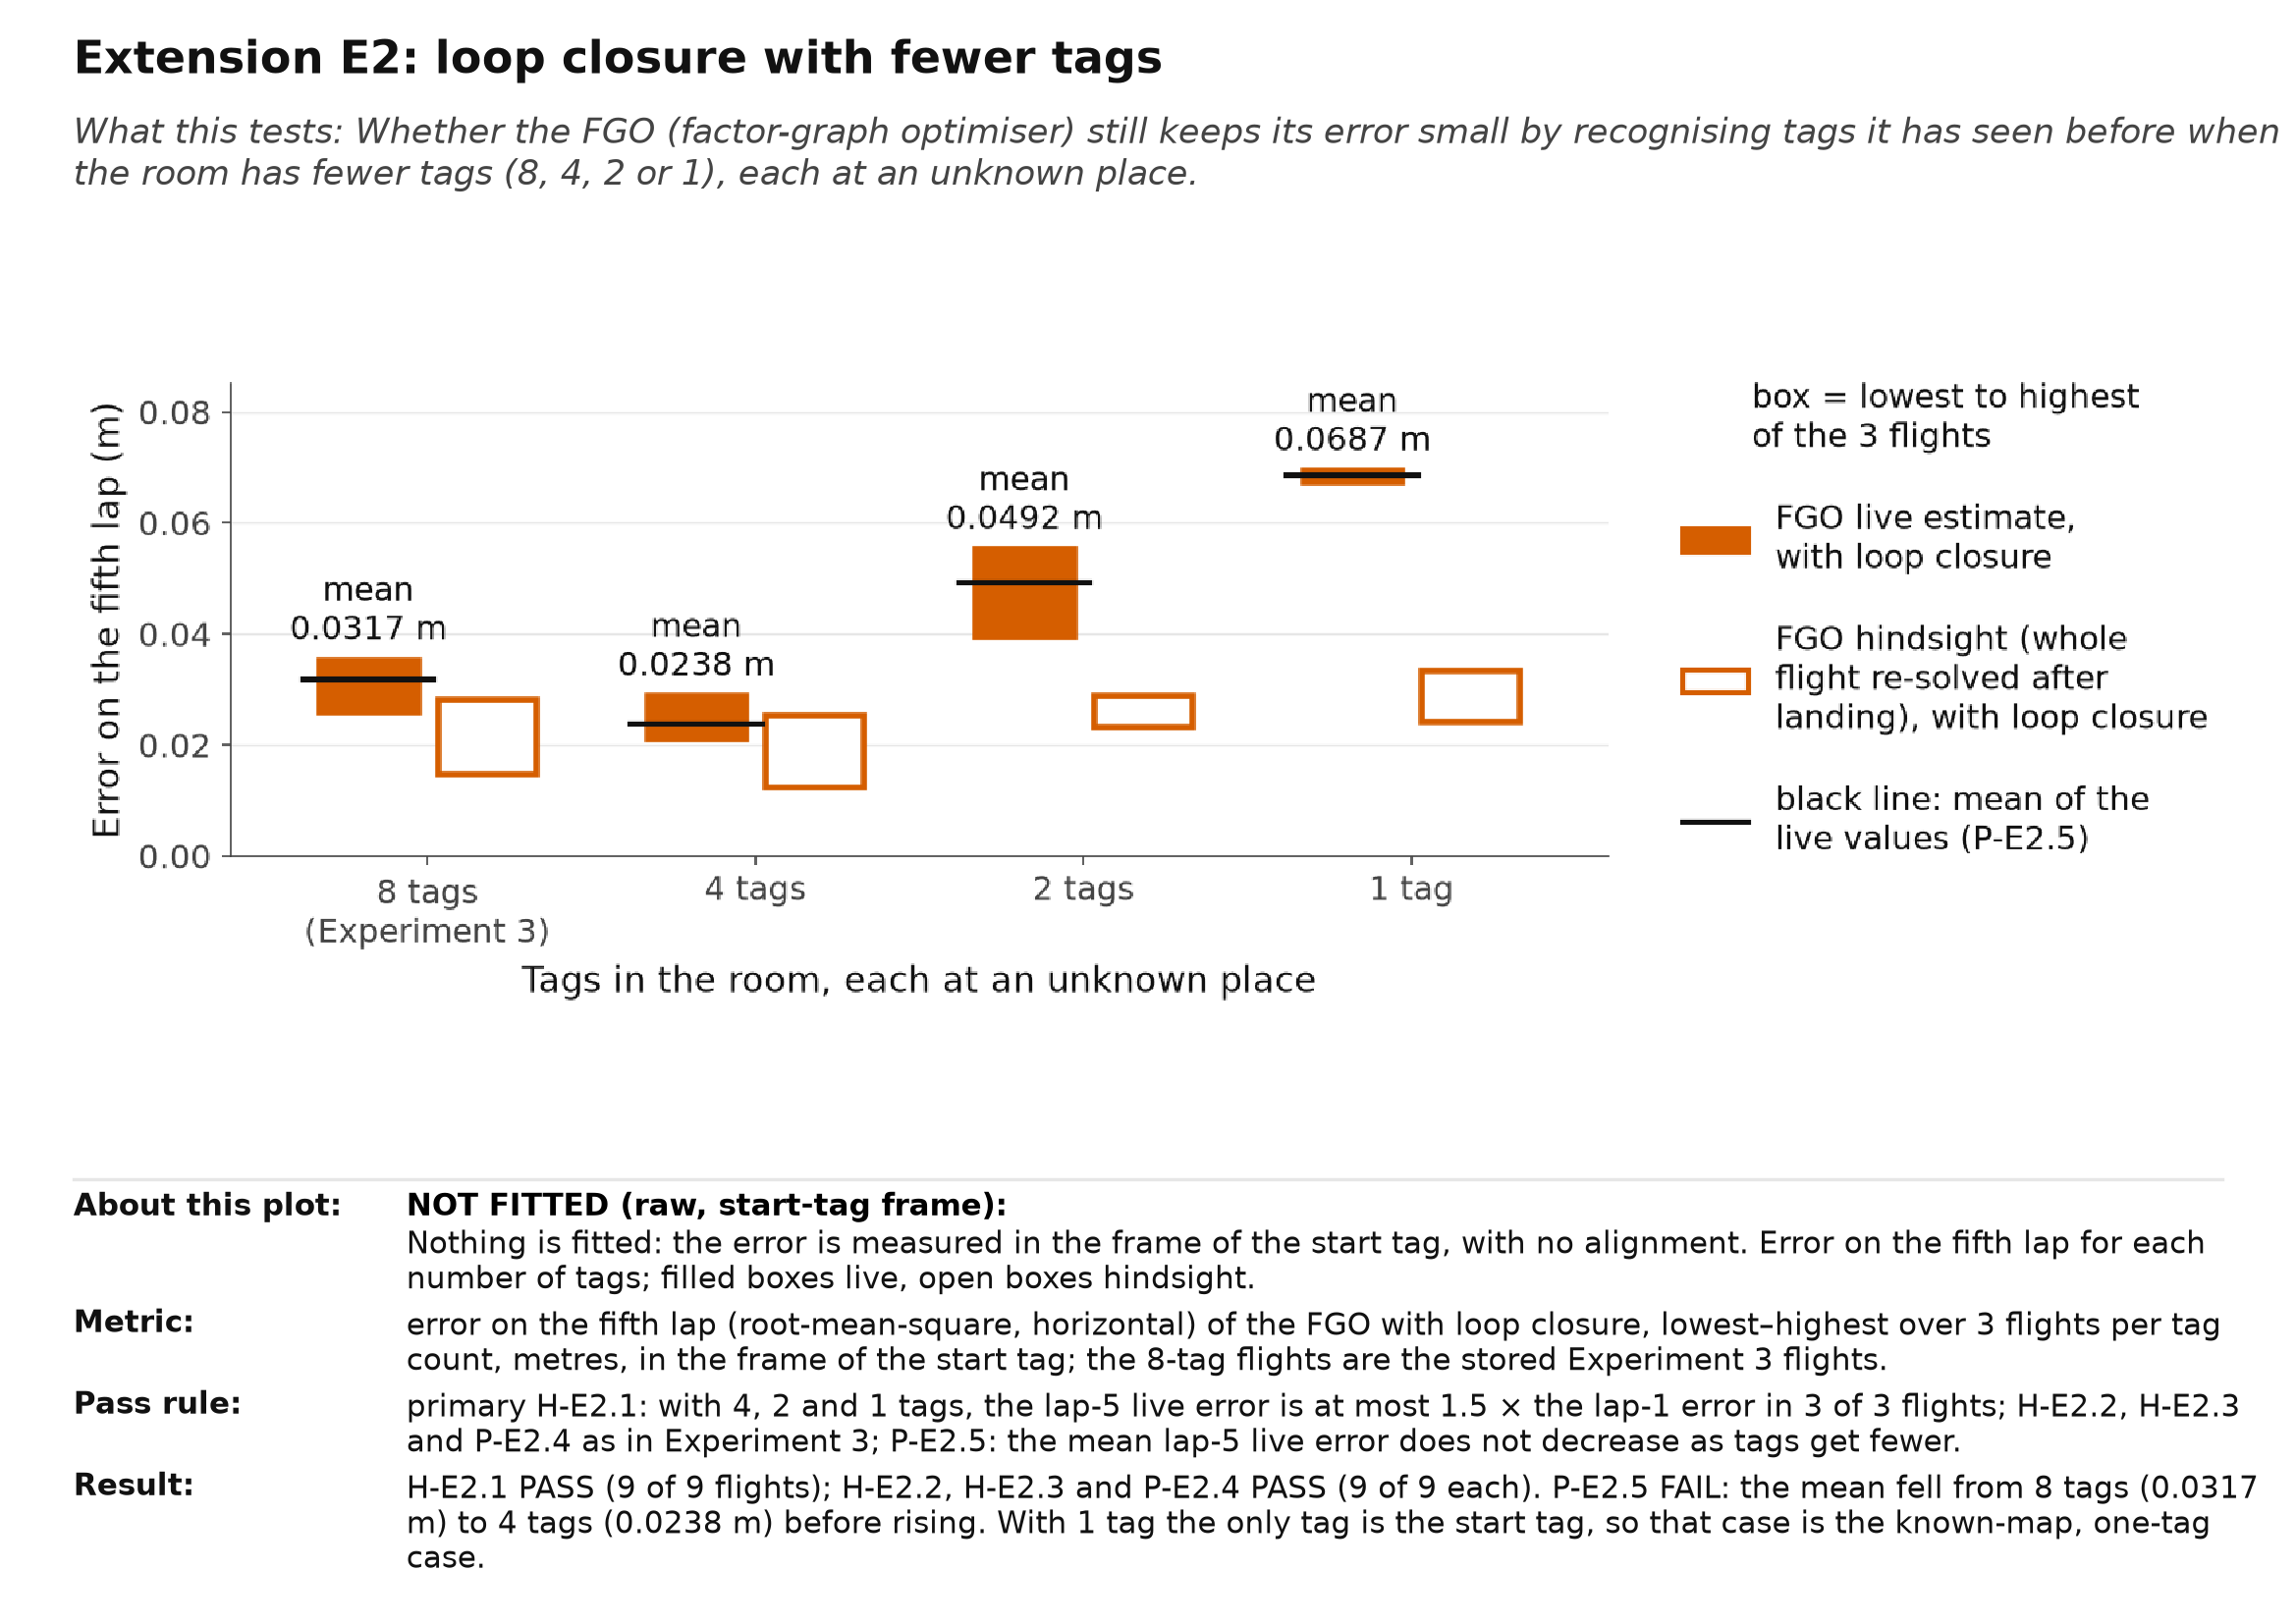 Extension E2: loop closure with fewer tags
What this tests: Whether the FGO (factor-graph optimiser) still keeps its error small by recognising tags it has seen before when
the room has fewer tags (8, 4, 2 or 1), each at an unknown place.
Error on the fifth lap (m)
0.08
0.06
0.04
0.02
0.00
mean
0.0317 m
mean
0.0238 m
mean
0.0492 m
mean
0.0687 m
8 tags
(Experiment 3)
4 tags
2 tags
1 tag
Tags in the room, each at an unknown place
box = lowest to highest
of the 3 flights
FGO live estimate,
with loop closure
FGO hindsight (whole
flight re-solved after
landing), with loop closure
black line: mean of the
live values (P-E2.5)
About this plot:
NOT FITTED (raw, start-tag frame):
Nothing is fitted: the error is measured in the frame of the start tag, with no alignment. Error on the fifth lap for each
number of tags; filled boxes live, open boxes hindsight.
Metric:
error on the fifth lap (root-mean-square, horizontal) of the FGO with loop closure, lowest–highest over 3 flights per tag
count, metres, in the frame of the start tag; the 8-tag flights are the stored Experiment 3 flights.
Pass rule:
primary H-E2.1: with 4, 2 and 1 tags, the lap-5 live error is at most 1.5 × the lap-1 error in 3 of 3 flights; H-E2.2, H-E2.3
and P-E2.4 as in Experiment 3; P-E2.5: the mean lap-5 live error does not decrease as tags get fewer.
Result:
H-E2.1 PASS (9 of 9 flights); H-E2.2, H-E2.3 and P-E2.4 PASS (9 of 9 each). P-E2.5 FAIL: the mean fell from 8 tags (0.0317
m) to 4 tags (0.0238 m) before rising. With 1 tag the only tag is the start tag, so that case is the known-map, one-tag
case.